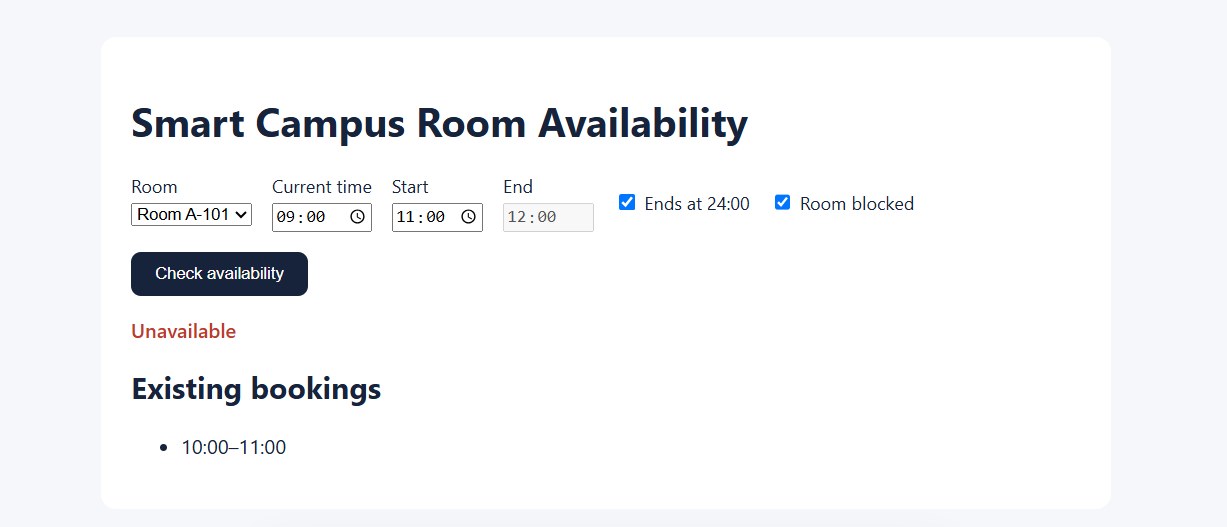 Smart Campus Room Availability
Room Current time Start End
Room A-101 09:00 11:00 12:00 Ends at 24:00 Room blocked
Check availability
Unavailable
Existing bookings
• 10:00–11:00